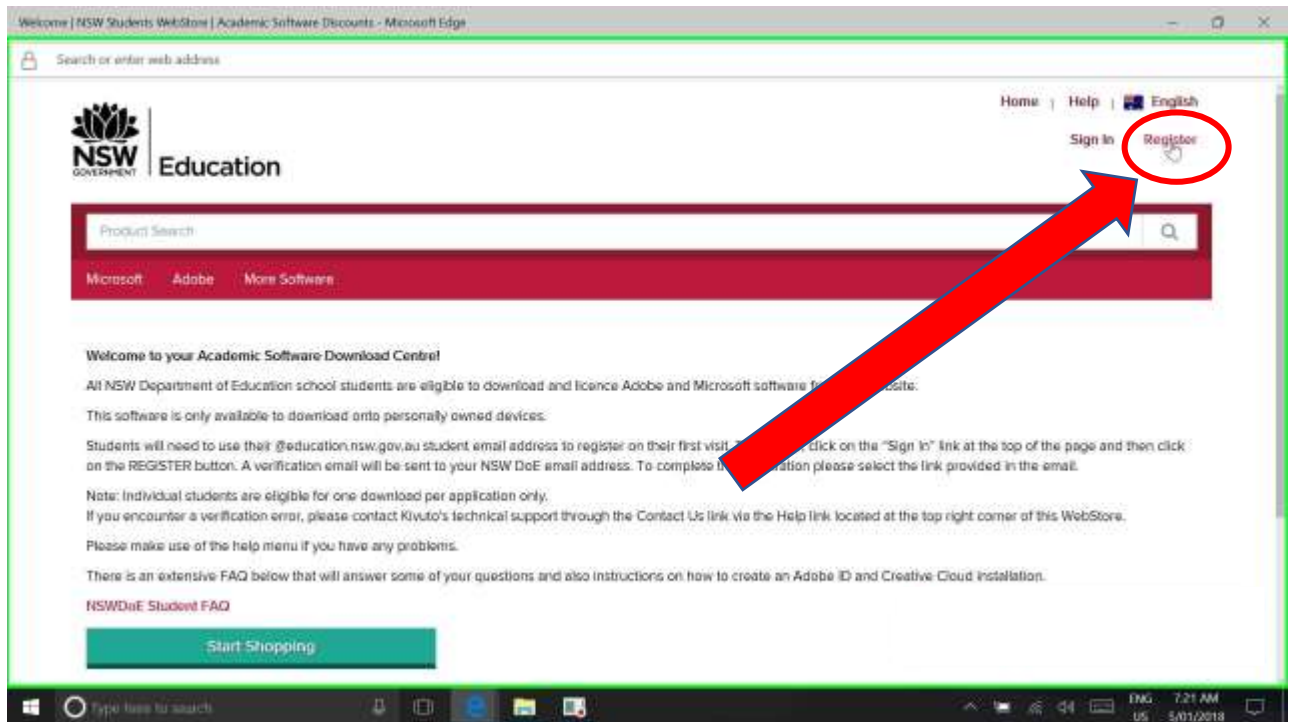 Welcome | NSW Students WebStore | Academic Software Discounts - Microsoft Edge
Search or enter web address
Home | Help | English
Sign In Register
NSW
GOVERNMENT
Education
Product Search
Microsoft Adobe More Software
Welcome to your Academic Software Download Centre!
All NSW Department of Education school students are eligible to download and licence Adobe and Microsoft software
This software is only available to download onto personally owned devices.
Students will need to use their @education.nsw.gov.au student email address to register on their first visit. click on the "Sign In" link at the top of the page and then click
on the REGISTER button. A verification email will be sent to your NSW DoE email address. To complete please select the link provided in the email.
Note: Individual students are eligible for one download per application only.
If you encounter a verification error, please contact Kivuto's technical support through the Contact Us link via the Help link located at the top right corner of this WebStore.
Please make use of the help menu if you have any problems.
There is an extensive FAQ below that will answer some of your questions and also instructions on how to create an Adobe ID and Creative Cloud installation.
NSWDoE Student FAQ
Start Shopping
Type here to search
ENG 7:21 AM
US 5/01/2018